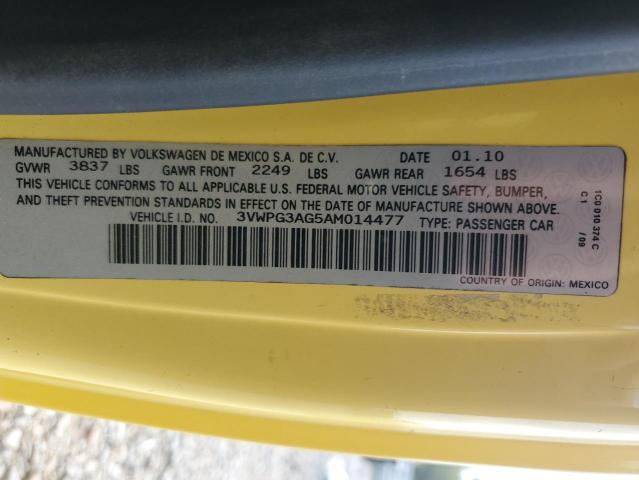 MANUFACTURED BY VOLKSWAGEN DE MEXICO S.A. DE C.V. DATE 01.10
GVWR 3837 LBS GAWR FRONT 2249 LBS GAWR REAR 1654 LBS
THIS VEHICLE CONFORMS TO ALL APPLICABLE U.S. FEDERAL MOTOR VEHICLE SAFETY, BUMPER,
AND THEFT PREVENTION STANDARDS IN EFFECT ON THE DATE OF MANUFACTURE SHOWN ABOVE.
VEHICLE I.D. NO. 3VWPG3AG5AM014477 TYPE: PASSENGER CAR
COUNTRY OF ORIGIN: MEXICO
1C0 010 374 C
C1 /09